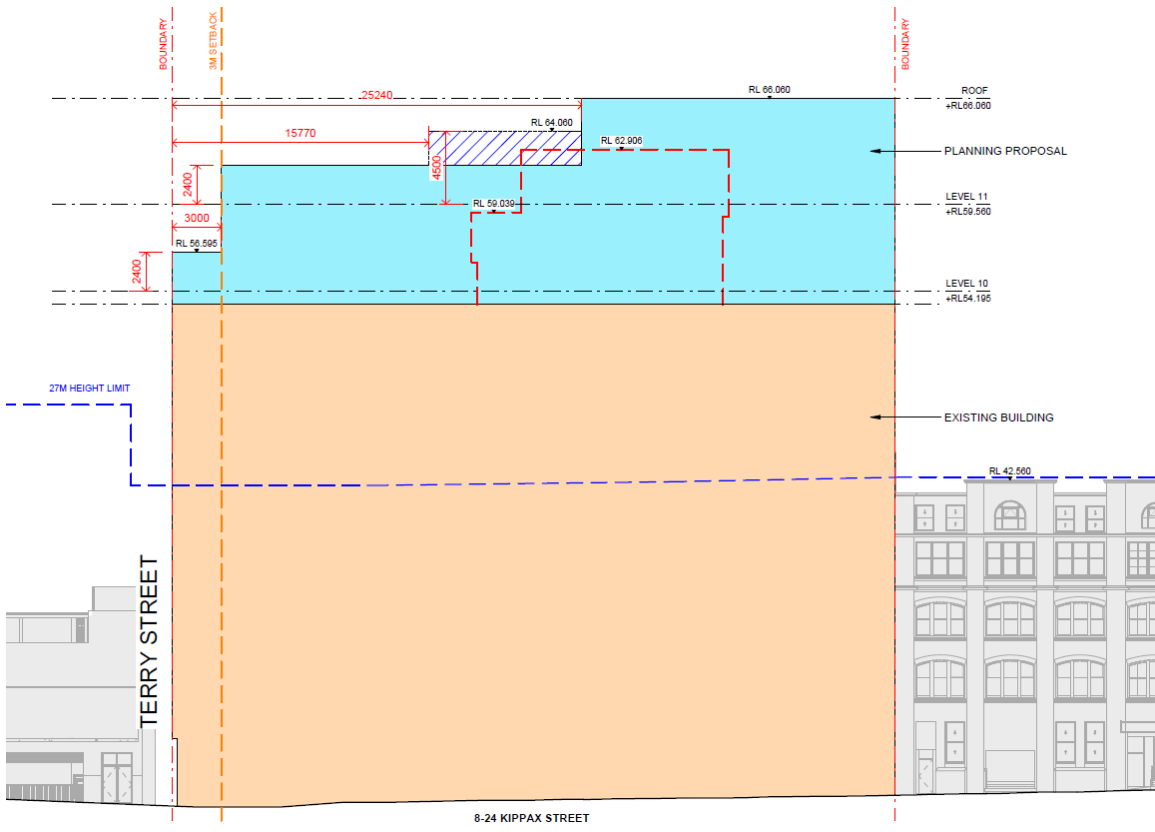 BOUNDARY
3M SETBACK
BOUNDARY
25240
RL 66.060
ROOF
+RL66.060
15770
RL 64.060
RL 62.906
PLANNING PROPOSAL
4500
2400
LEVEL 11
+RL59.560
3000
RL 59.039
RL 56.595
2400
LEVEL 10
+RL54.195
27M HEIGHT LIMIT
EXISTING BUILDING
RL 42.560
TERRY STREET
8-24 KIPPAX STREET